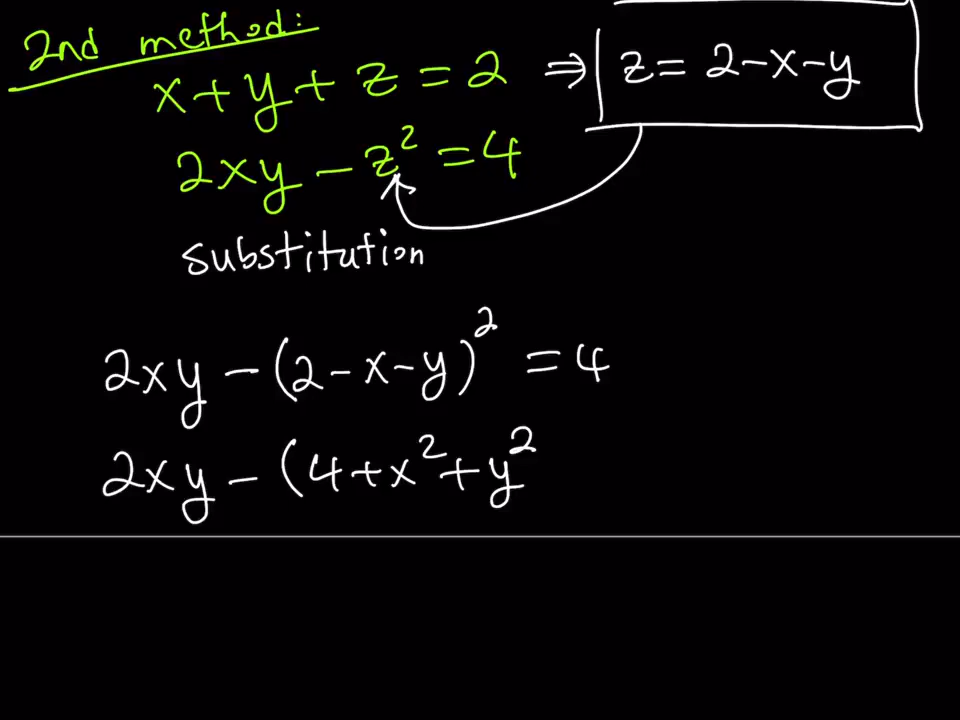 2nd method:
x+y+z=2 ⇒ z=2-x-y
2xy-z²=4
substitution
2xy-(2-x-y)²=4
2xy-(4+x²+y²